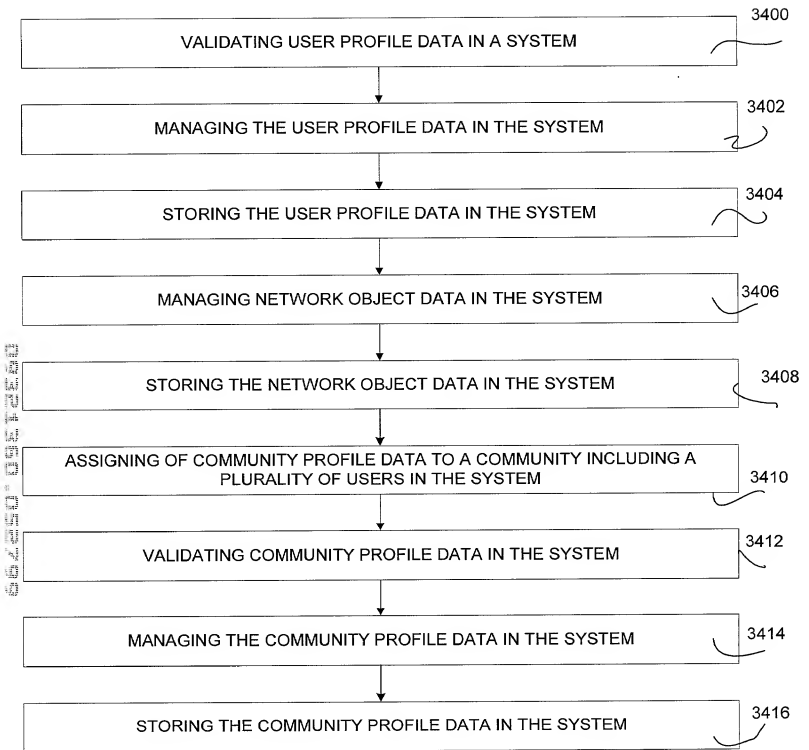 3400
VALIDATING USER PROFILE DATA IN A SYSTEM
3402
MANAGING THE USER PROFILE DATA IN THE SYSTEM
3404
STORING THE USER PROFILE DATA IN THE SYSTEM
3406
MANAGING NETWORK OBJECT DATA IN THE SYSTEM
3408
STORING THE NETWORK OBJECT DATA IN THE SYSTEM
ASSIGNING OF COMMUNITY PROFILE DATA TO A COMMUNITY INCLUDING A
PLURALITY OF USERS IN THE SYSTEM
3410
3412
VALIDATING COMMUNITY PROFILE DATA IN THE SYSTEM
3414
MANAGING THE COMMUNITY PROFILE DATA IN THE SYSTEM
3416
STORING THE COMMUNITY PROFILE DATA IN THE SYSTEM